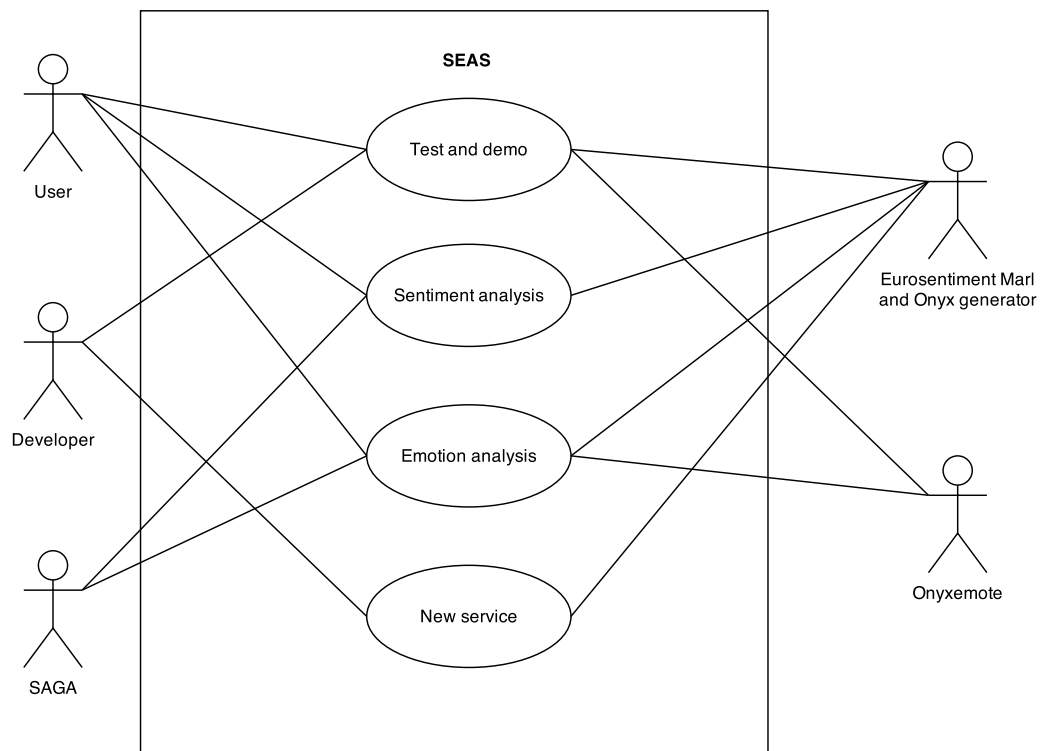 SEAS
User
Test and demo
Sentiment analysis
Eurosentiment Marl
and Onyx generator
Developer
Emotion analysis
Onyxemote
New service
SAGA